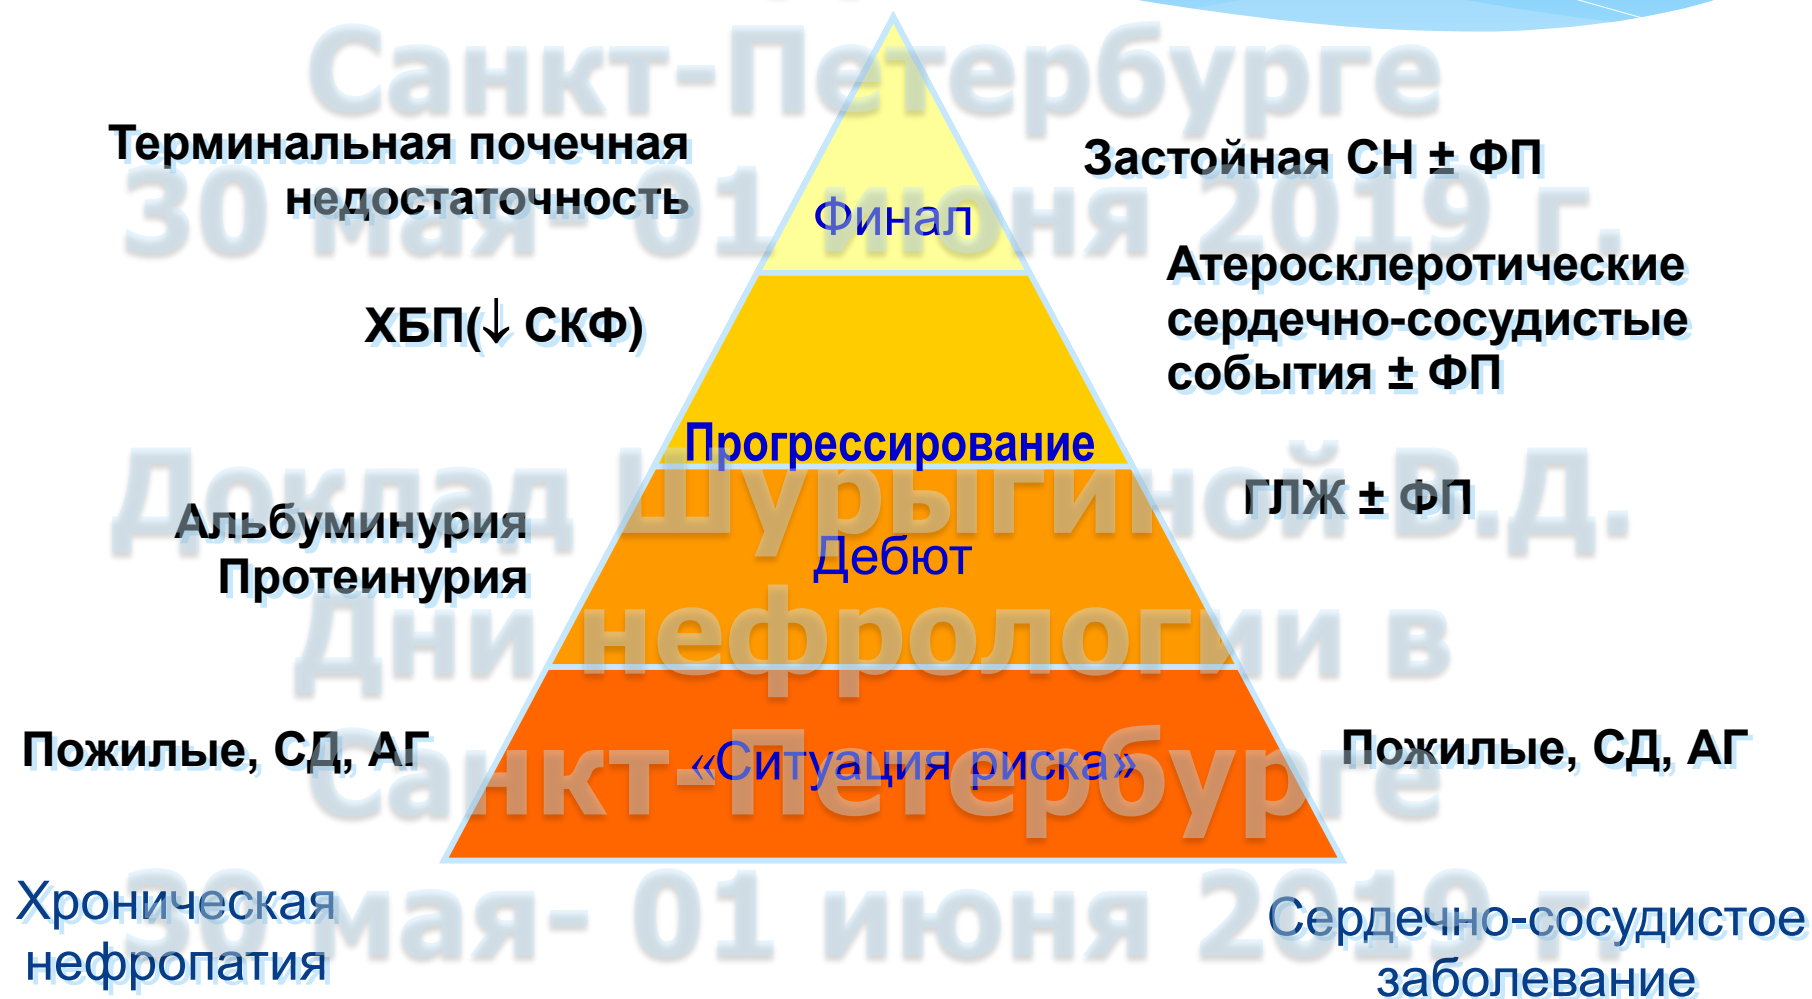 Санкт-Петербурге
30 мая- 01 июня 2019 г.
Терминальная почечная
недостаточность
Застойная СН ± ФП
Финал
ХБП(↓ СКФ)
Атеросклеротические
сердечно-сосудистые
события ± ФП
Прогрессирование
Доклад Шурыгиной В.Д.
Дни нефрологии в
Санкт-Петербурге
30 мая- 01 июня 2019 г.
Альбуминурия
Протеинурия
ГЛЖ ± ФП
Дебют
Пожилые, СД, АГ
«Ситуация риска»
Пожилые, СД, АГ
Хроническая
нефропатия
Сердечно-сосудистое
заболевание